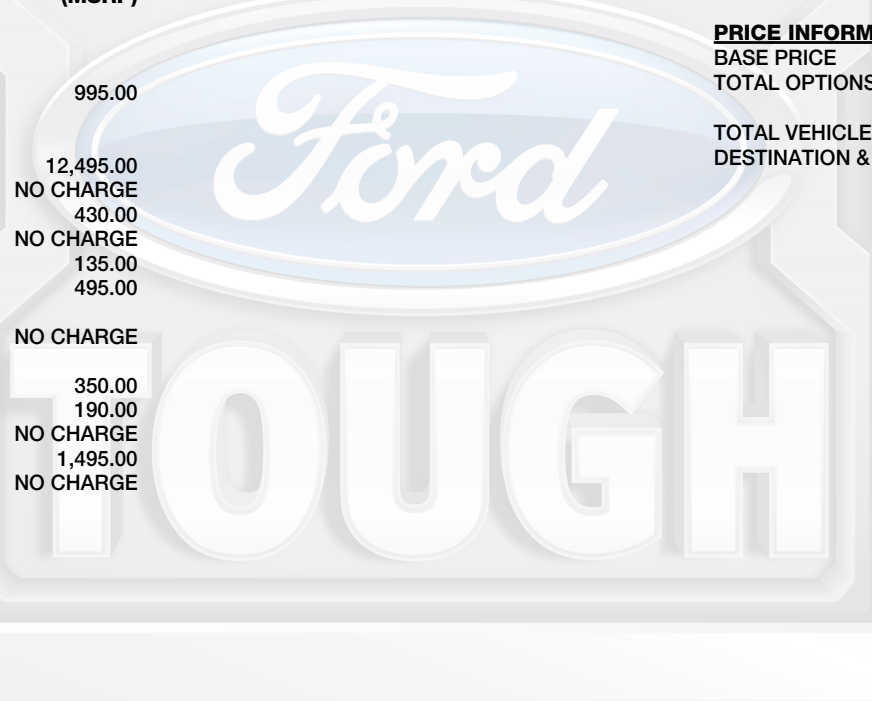 (MSRP)
995.00
12,495.00
NO CHARGE
430.00
NO CHARGE
135.00
495.00
NO CHARGE
350.00
190.00
NO CHARGE
1,495.00
NO CHARGE
PRICE INFORM
BASE PRICE
TOTAL OPTIONS
TOTAL VEHICLE
DESTINATION &
Ford
TOUGH